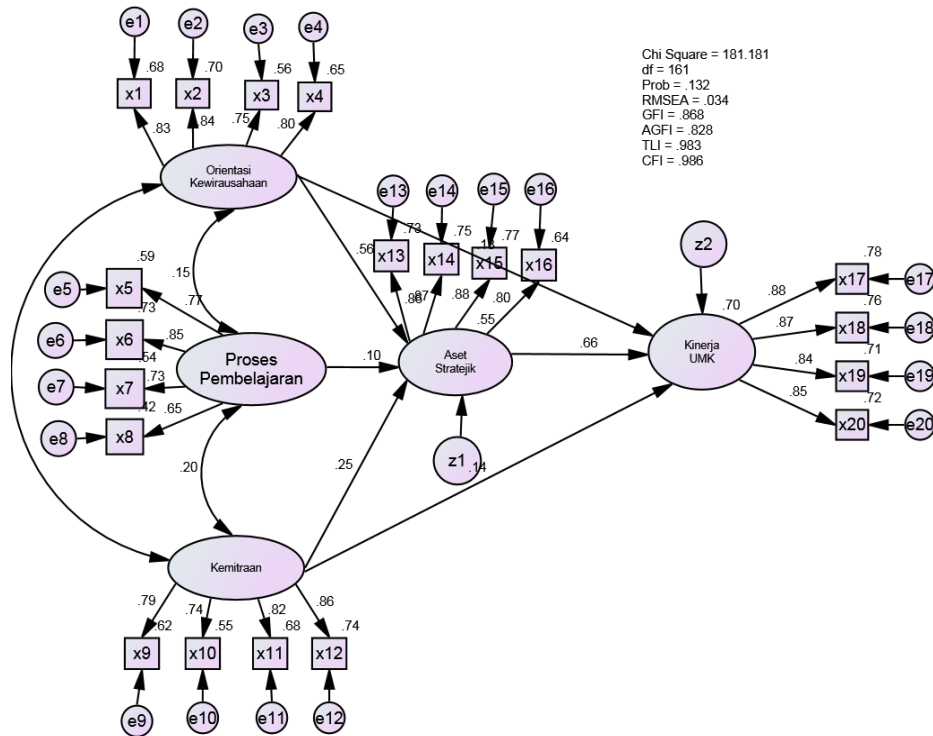 e1
e2
e3
e4
.68
.70
.56
.65
x1
x2
x3
x4
.83
.84
.75
.80
Orientasi
Kewirausahaan
Chi Square = 181.181
df = 161
Prob = .132
RMSEA = .034
GFI = .868
AGFI = .828
TLI = .983
CFI = .986
e13
e14
e15
e16
.73
.75
.77
.64
x13
x14
x15
x16
.13
.56
.86
.87
.88
.80
.55
Aset
Stratejik
z1
.15
e5
e6
e7
e8
.59
.73
.54
.42
x5
x6
x7
x8
.77
.85
.73
.65
Proses
Pembelajaran
.10
.20
.25
.14
.66
z2
.70
Kinerja
UMK
.88
.87
.84
.85
.78
.76
.71
.72
x17
x18
x19
x20
e17
e18
e19
e20
Kemitraan
.79
.74
.82
.86
.62
.55
.68
.74
x9
x10
x11
x12
e9
e10
e11
e12